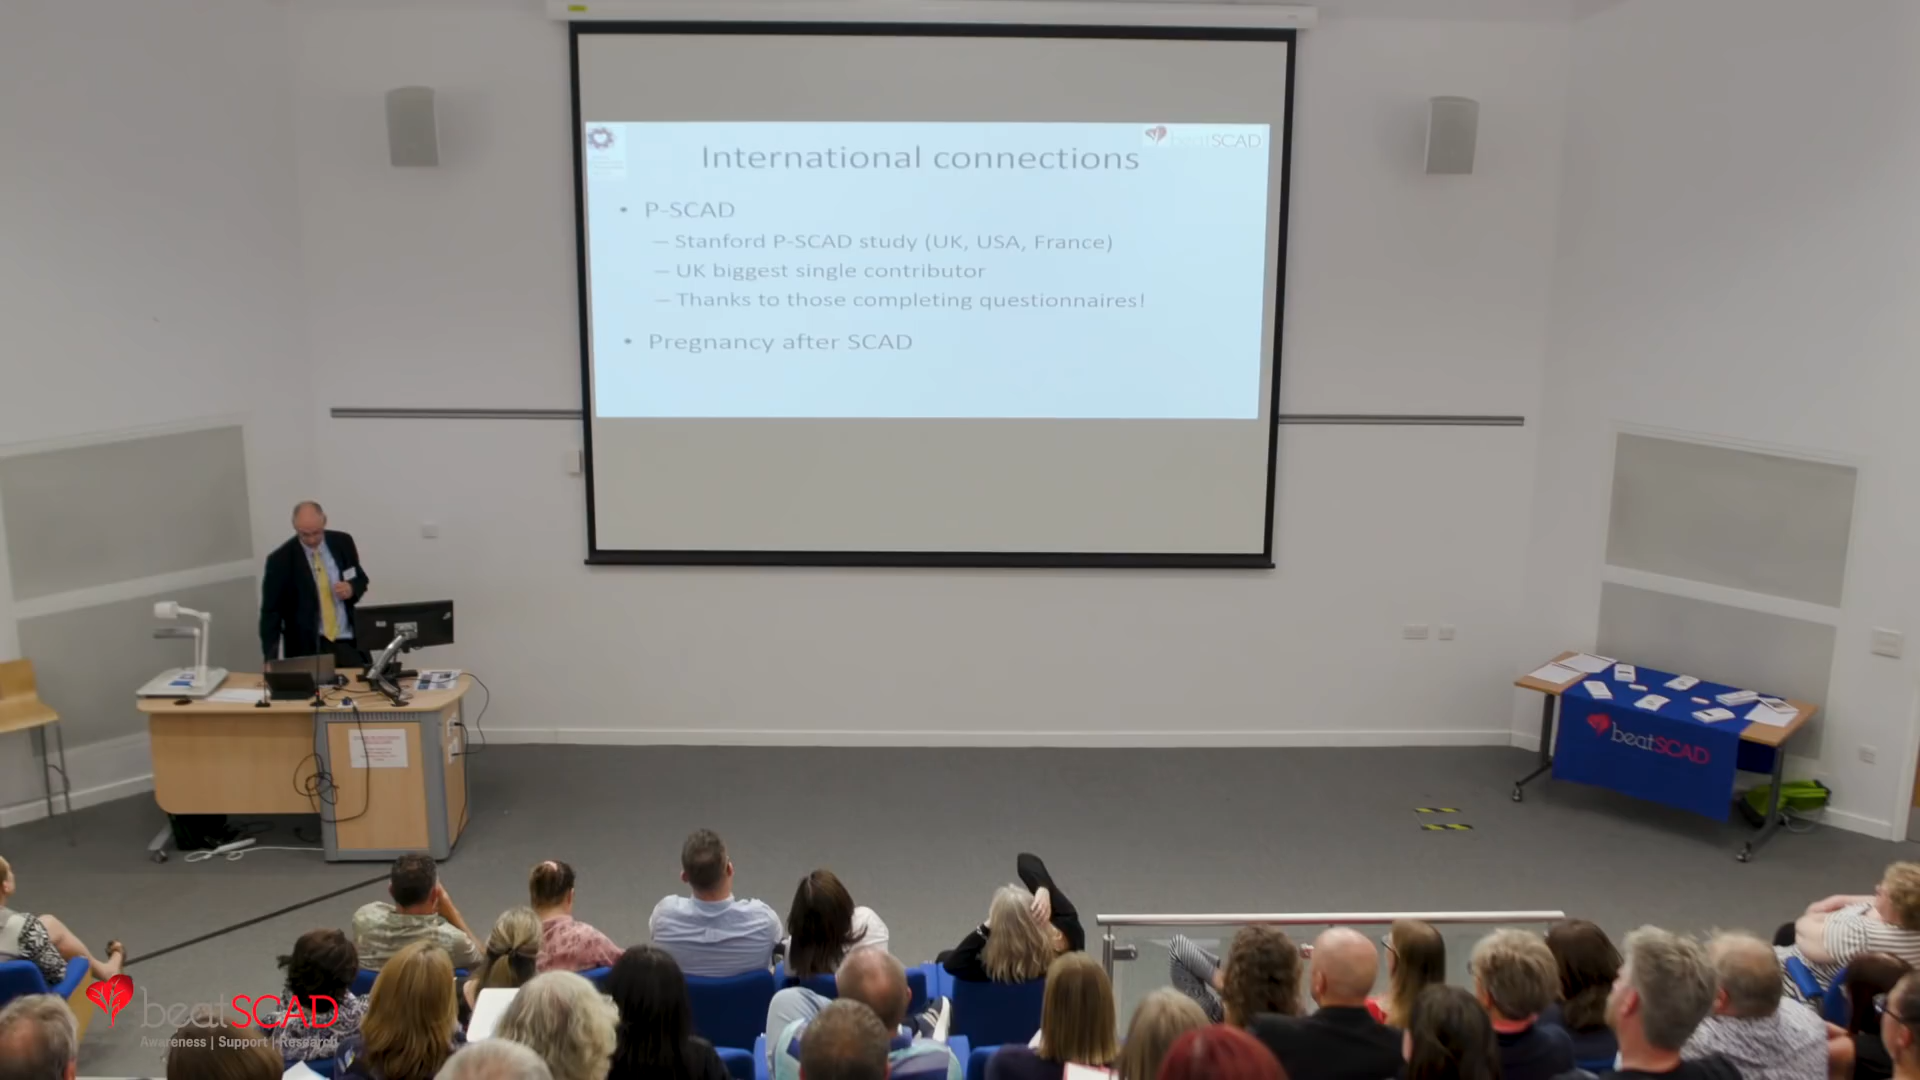 beatSCAD
International connections
• P-SCAD
– Stanford P-SCAD study (UK, USA, France)
– UK biggest single contributor
– Thanks to those completing questionnaires!
• Pregnancy after SCAD
beatSCAD
beatSCAD
Awareness | Support | Research